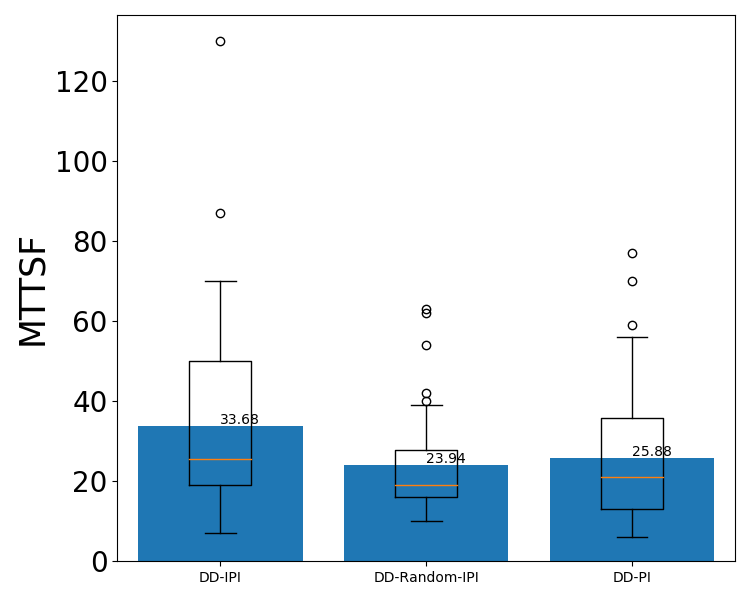 MTTSF
120
100
80
60
40
20
0
33.68
23.94
25.88
DD-IPI
DD-Random-IPI
DD-PI